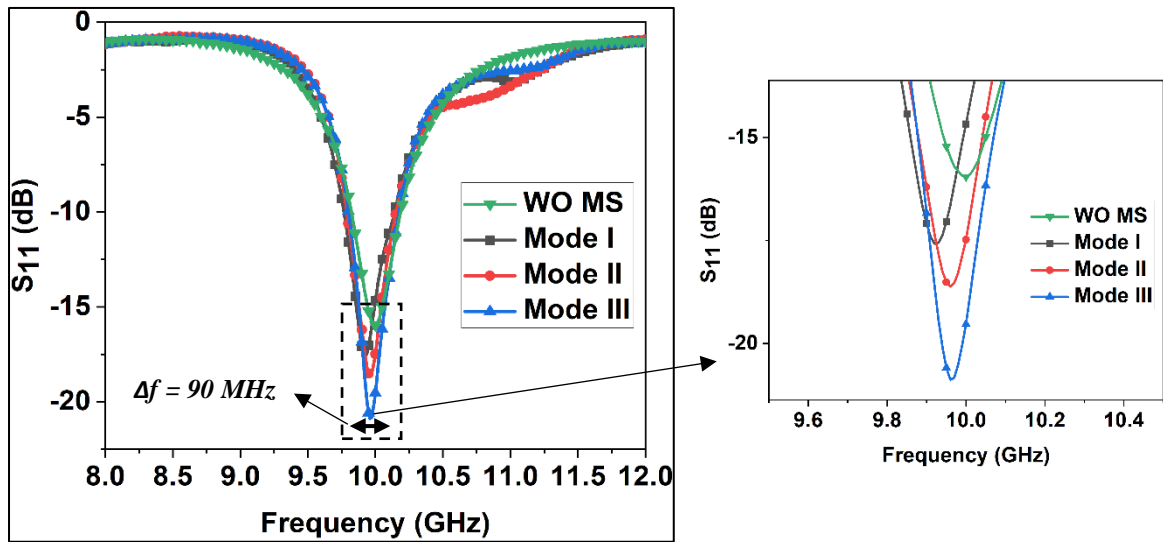 0
-5
-10
-15
-20
S11 (dB)
WO MS
Mode I
Mode II
Mode III
Δf = 90 MHz
8.0 8.5 9.0 9.5 10.0 10.5 11.0 11.5 12.0
Frequency (GHz)
-15
-20
S11 (dB)
WO MS
Mode I
Mode II
Mode III
9.6 9.8 10.0 10.2 10.4
Frequency (GHz)